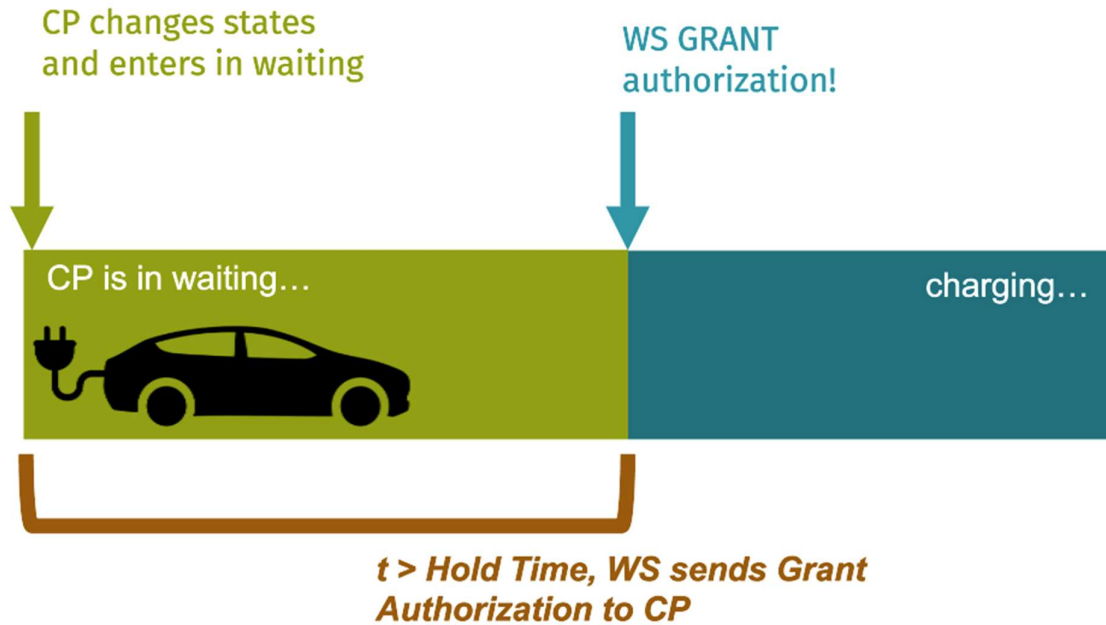 CP changes states
and enters in waiting
WS GRANT
authorization!
CP is in waiting…
charging…
t > Hold Time, WS sends Grant
Authorization to CP